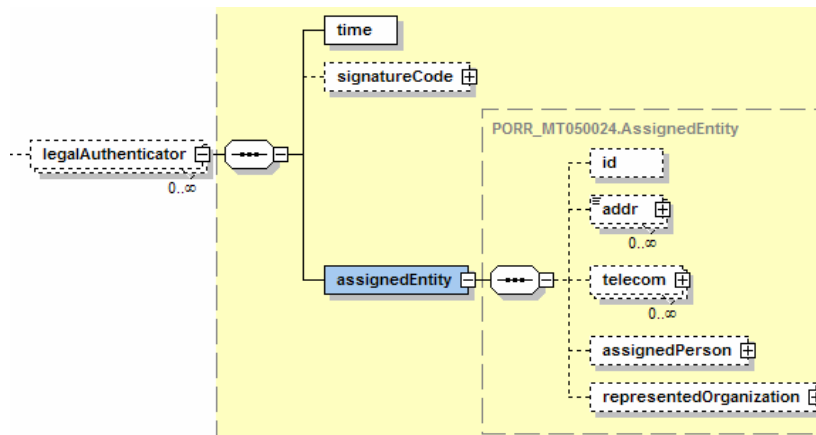 time
signatureCode
PORR_MT050024.AssignedEntity
legalAuthenticator
0..∞
id
addr
0..∞
assignedEntity
telecom
0..∞
assignedPerson
representedOrganization